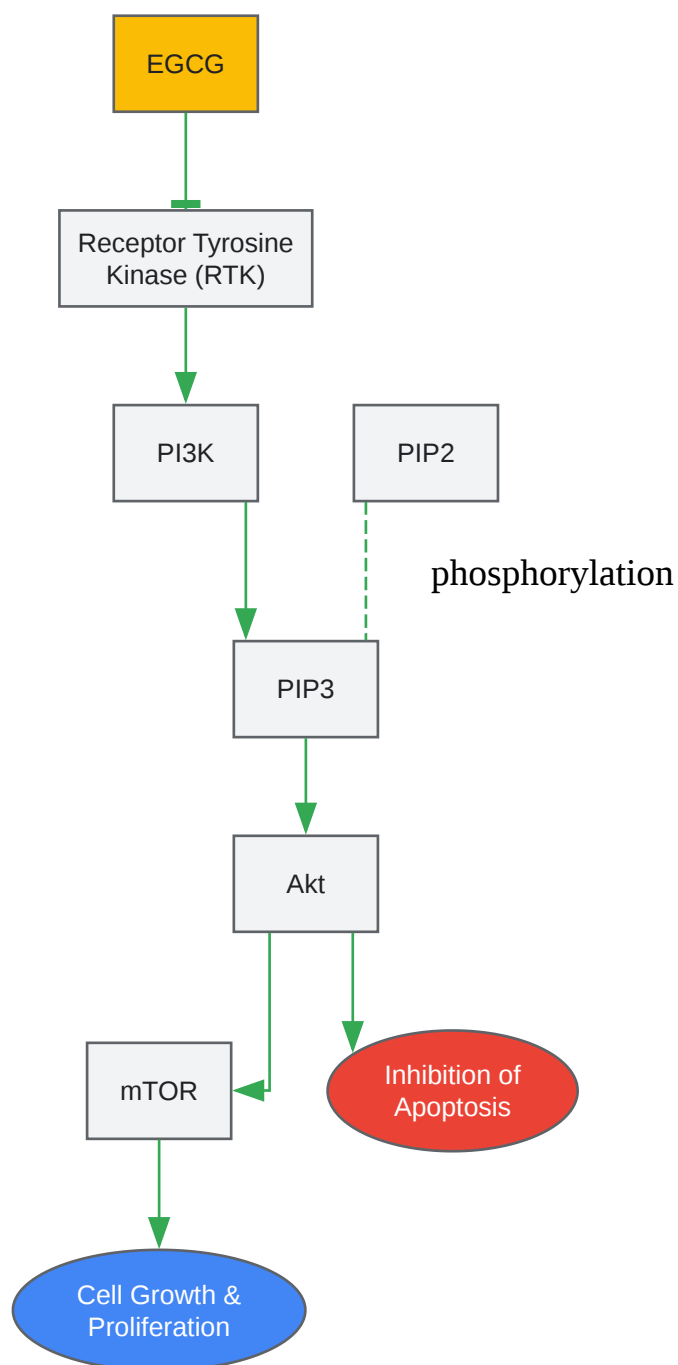 EGCG
Receptor Tyrosine
Kinase (RTK)
PI3K
PIP2
phosphorylation
PIP3
Akt
Inhibition of
Apoptosis
mTOR
Cell Growth &
Proliferation